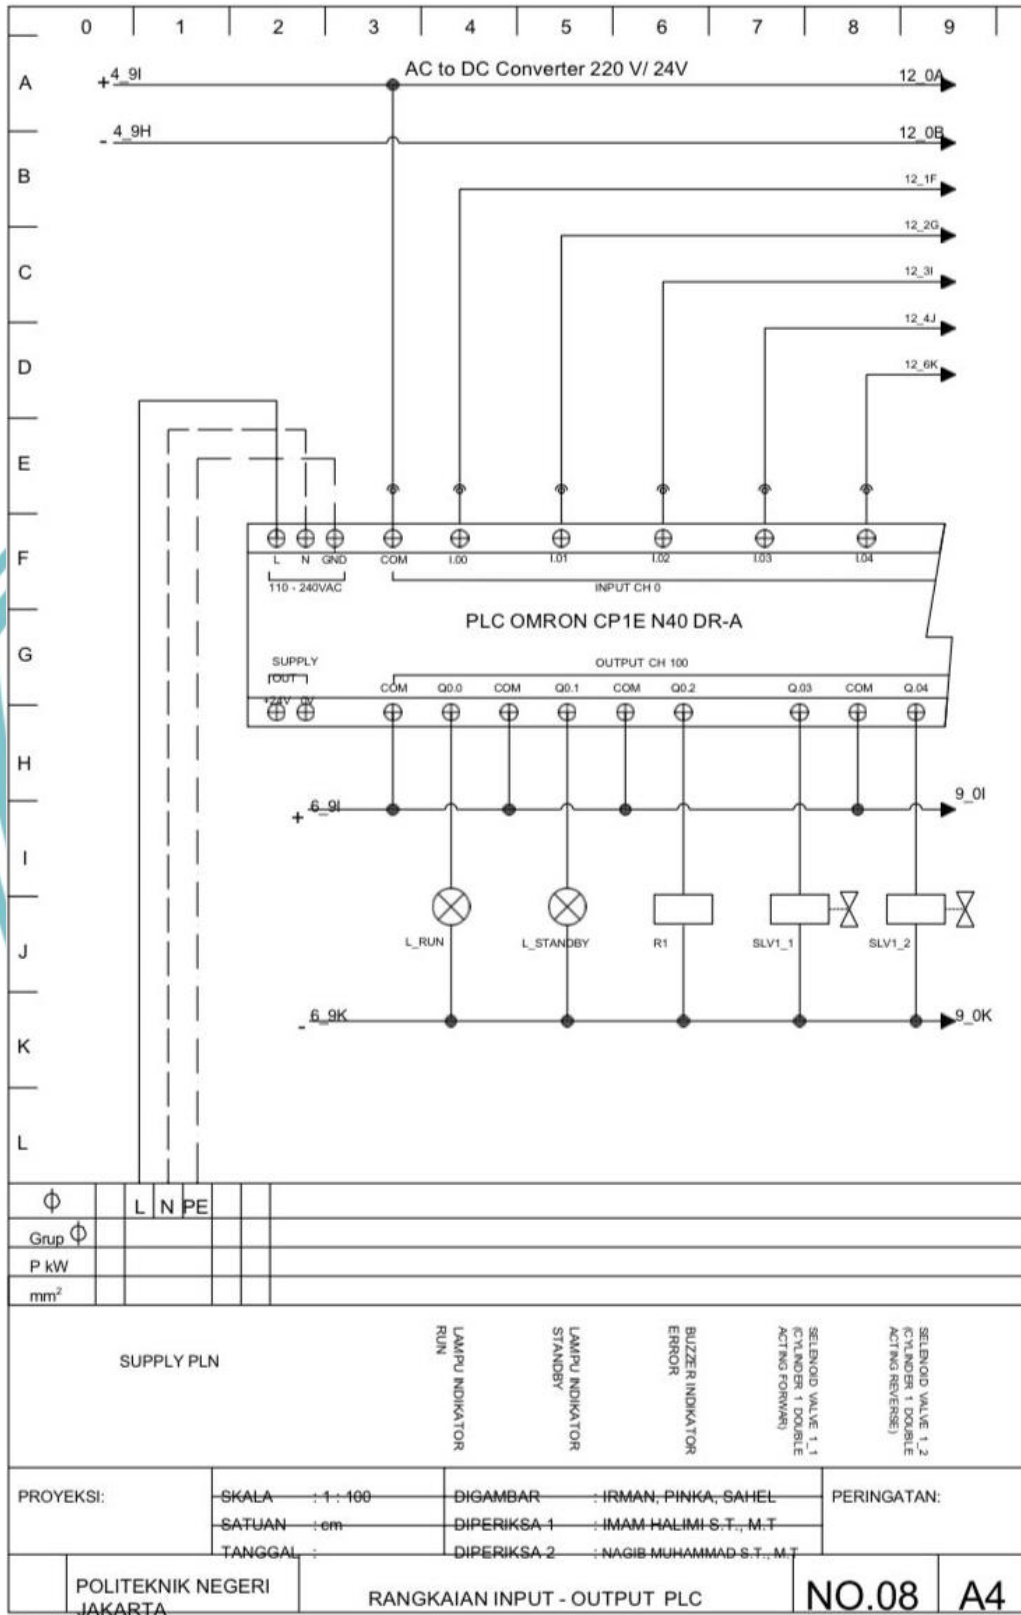 0 1 2 3 4 5 6 7 8 9
A
+ 4_9I AC to DC Converter 220 V/ 24V 12_0A
- 4_9H 12_0B
B
12_1F
12_2G
C
12_3I
12_4J
D
12_6K
E
F
L N GND COM I.00 I.01 I.02 I.03 I.04
110 - 240VAC INPUT CH 0
PLC OMRON CP1E N40 DR-A
G
SUPPLY OUTPUT CH 100
OUT
COM Q0.0 COM Q0.1 COM Q0.2 Q.03 COM Q.04
+24V 0V
H
+ 6_9I 9_0I
I
J
L_RUN L_STANDBY R1 SLV1_1 SLV1_2
- 6_9K 9_0K
K
L
Φ L N PE
Grup Φ
P kW
mm²
SUPPLY PLN
LAMPU INDIKATOR
RUN
LAMPU INDIKATOR
STANDBY
BUZZER INDIKATOR
ERROR
SELENOID VALVE 1_1
(CYLINDER 1 DOUBLE
ACTING FORWAR)
SELENOID VALVE 1_2
(CYLINDER 1 DOUBLE
ACTING REVERSE)
PROYEKSI:
SKALA : 1 : 100
SATUAN : cm
TANGGAL :
DIGAMBAR : IRMAN, PINKA, SAHEL
DIPERIKSA 1 : IMAM HALIMI S.T., M.T
DIPERIKSA 2 : NAGIB MUHAMMAD S.T., M.T
PERINGATAN:
POLITEKNIK NEGERI
JAKARTA
RANGKAIAN INPUT - OUTPUT PLC
NO.08
A4